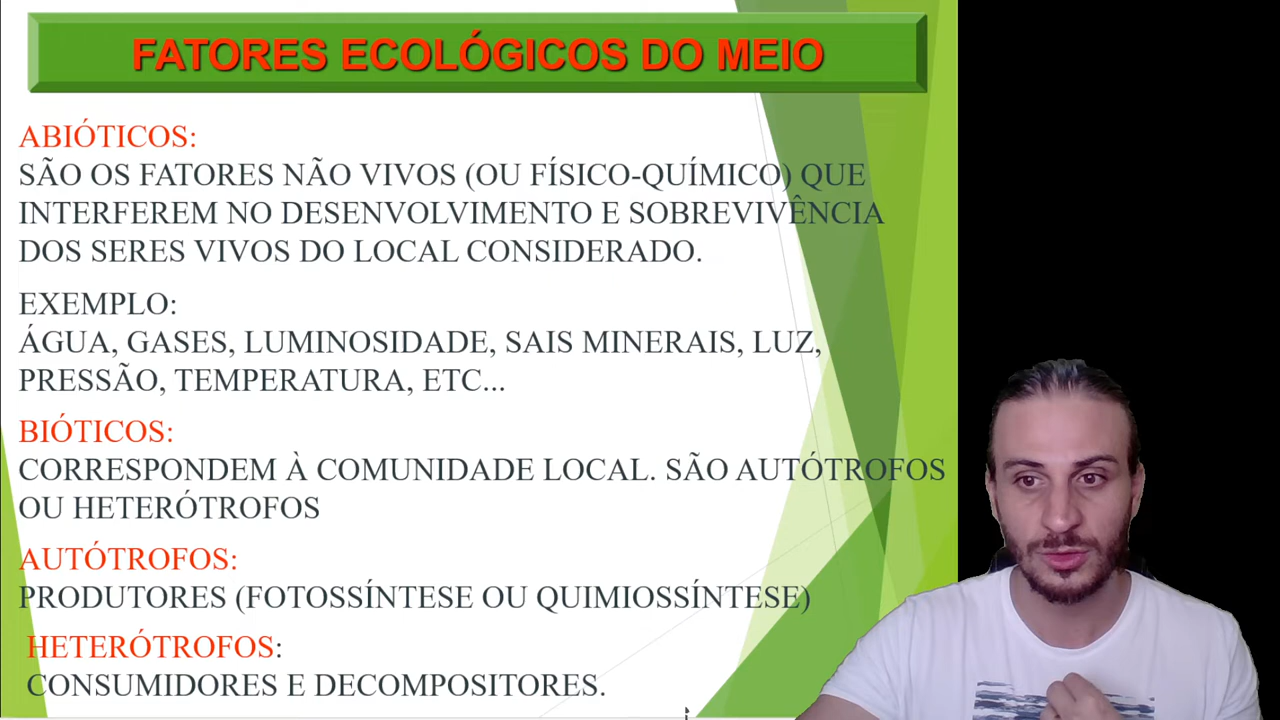 FATORES ECOLÓGICOS DO MEIO
ABIÓTICOS:
SÃO OS FATORES NÃO VIVOS (OU FÍSICO-QUÍMICO) QUE
INTERFEREM NO DESENVOLVIMENTO E SOBREVIVÊNCIA
DOS SERES VIVOS DO LOCAL CONSIDERADO.
EXEMPLO:
ÁGUA, GASES, LUMINOSIDADE, SAIS MINERAIS, LUZ,
PRESSÃO, TEMPERATURA, ETC...
BIÓTICOS:
CORRESPONDEM À COMUNIDADE LOCAL. SÃO AUTÓTROFOS
OU HETERÓTROFOS
AUTÓTROFOS:
PRODUTORES (FOTOSSÍNTESE OU QUIMIOSSÍNTESE)
HETERÓTROFOS:
CONSUMIDORES E DECOMPOSITORES.